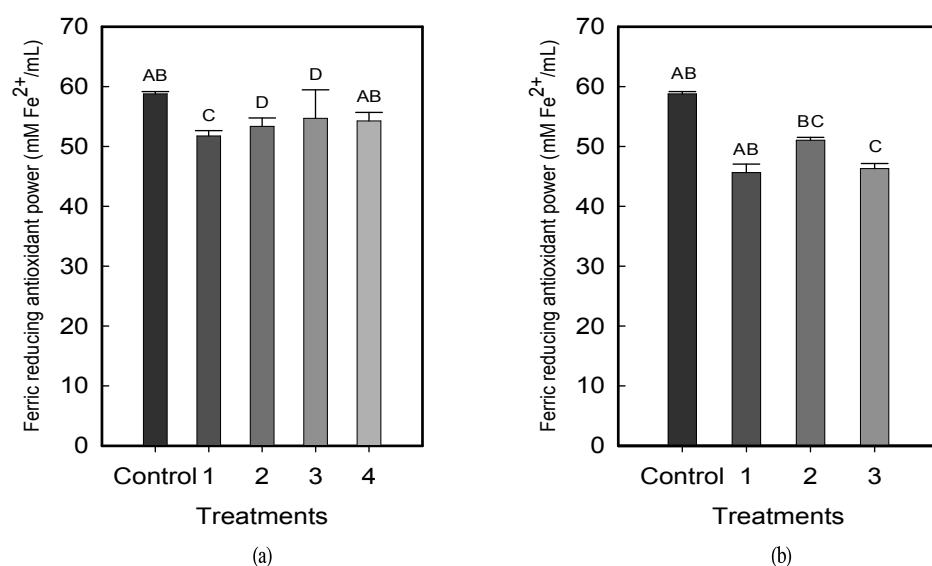 Ferric reducing antioxidant power (mM Fe2+/mL)
70
60
50
40
30
20
10
0
AB
C
D
D
AB
Control 1 2 3 4
Treatments
(a)
Ferric reducing antioxidant power (mM Fe2+/mL)
70
60
50
40
30
20
10
0
AB
AB
BC
C
Control 1 2 3
Treatments
(b)